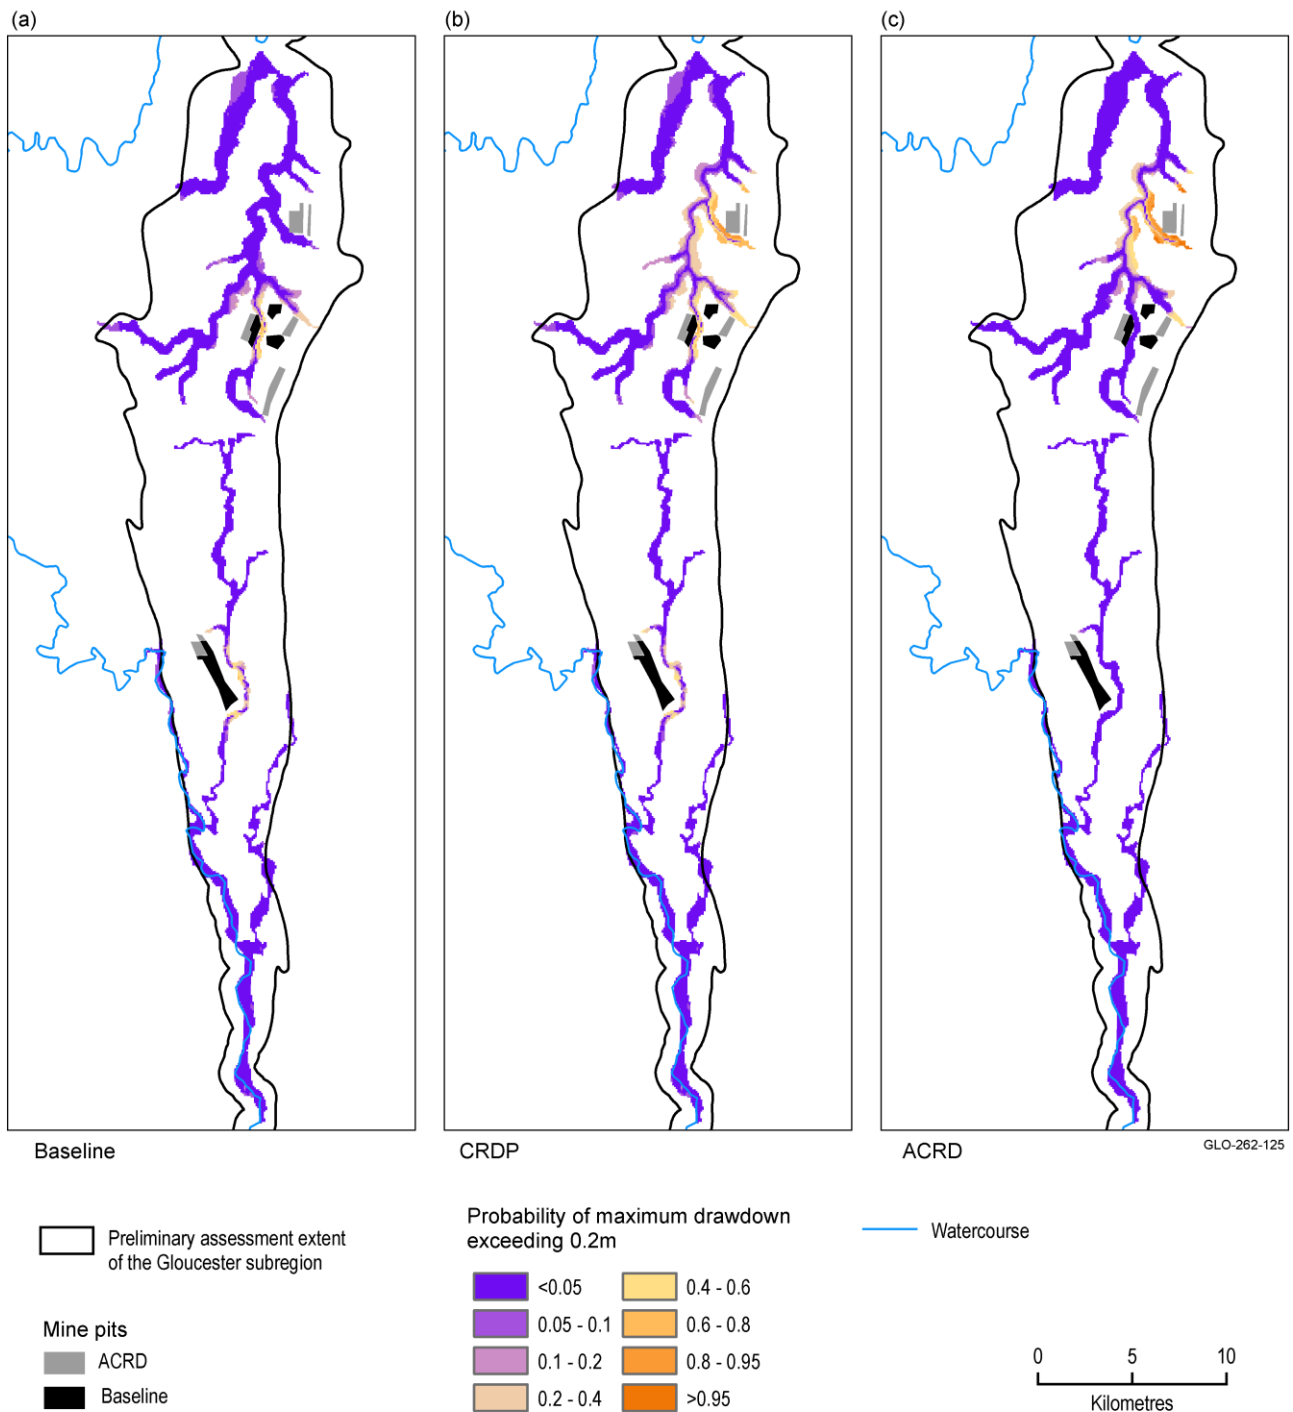 (a)
(b)
(c)
Baseline
CRDP
ACRD
GLO-262-125
Preliminary assessment extent
of the Gloucester subregion
Mine pits
ACRD
Baseline
Probability of maximum drawdown
exceeding 0.2m
<0.05
0.05 - 0.1
0.1 - 0.2
0.2 - 0.4
0.4 - 0.6
0.6 - 0.8
0.8 - 0.95
>0.95
Watercourse
0 5 10
Kilometres